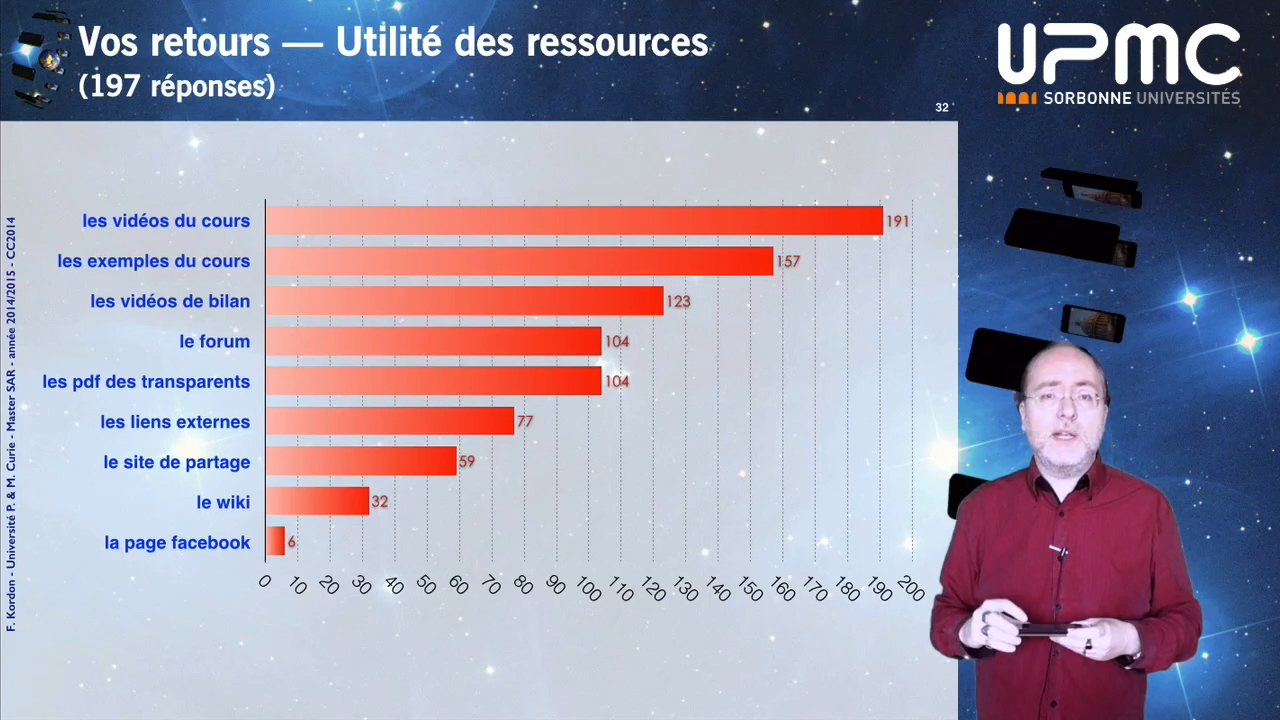 Vos retours — Utilité des ressources
(197 réponses)
UPMC
SORBONNE UNIVERSITÉS
32
F. Kordon - Université P. & M. Curie - Master SAR - année 2014/2015 - CC2014
les vidéos du cours 191
les exemples du cours 157
les vidéos de bilan 123
le forum 104
les pdf des transparents 104
les liens externes 77
le site de partage 59
le wiki 32
la page facebook 6
0 10 20 30 40 50 60 70 80 90 100 110 120 130 140 150 160 170 180 190 200